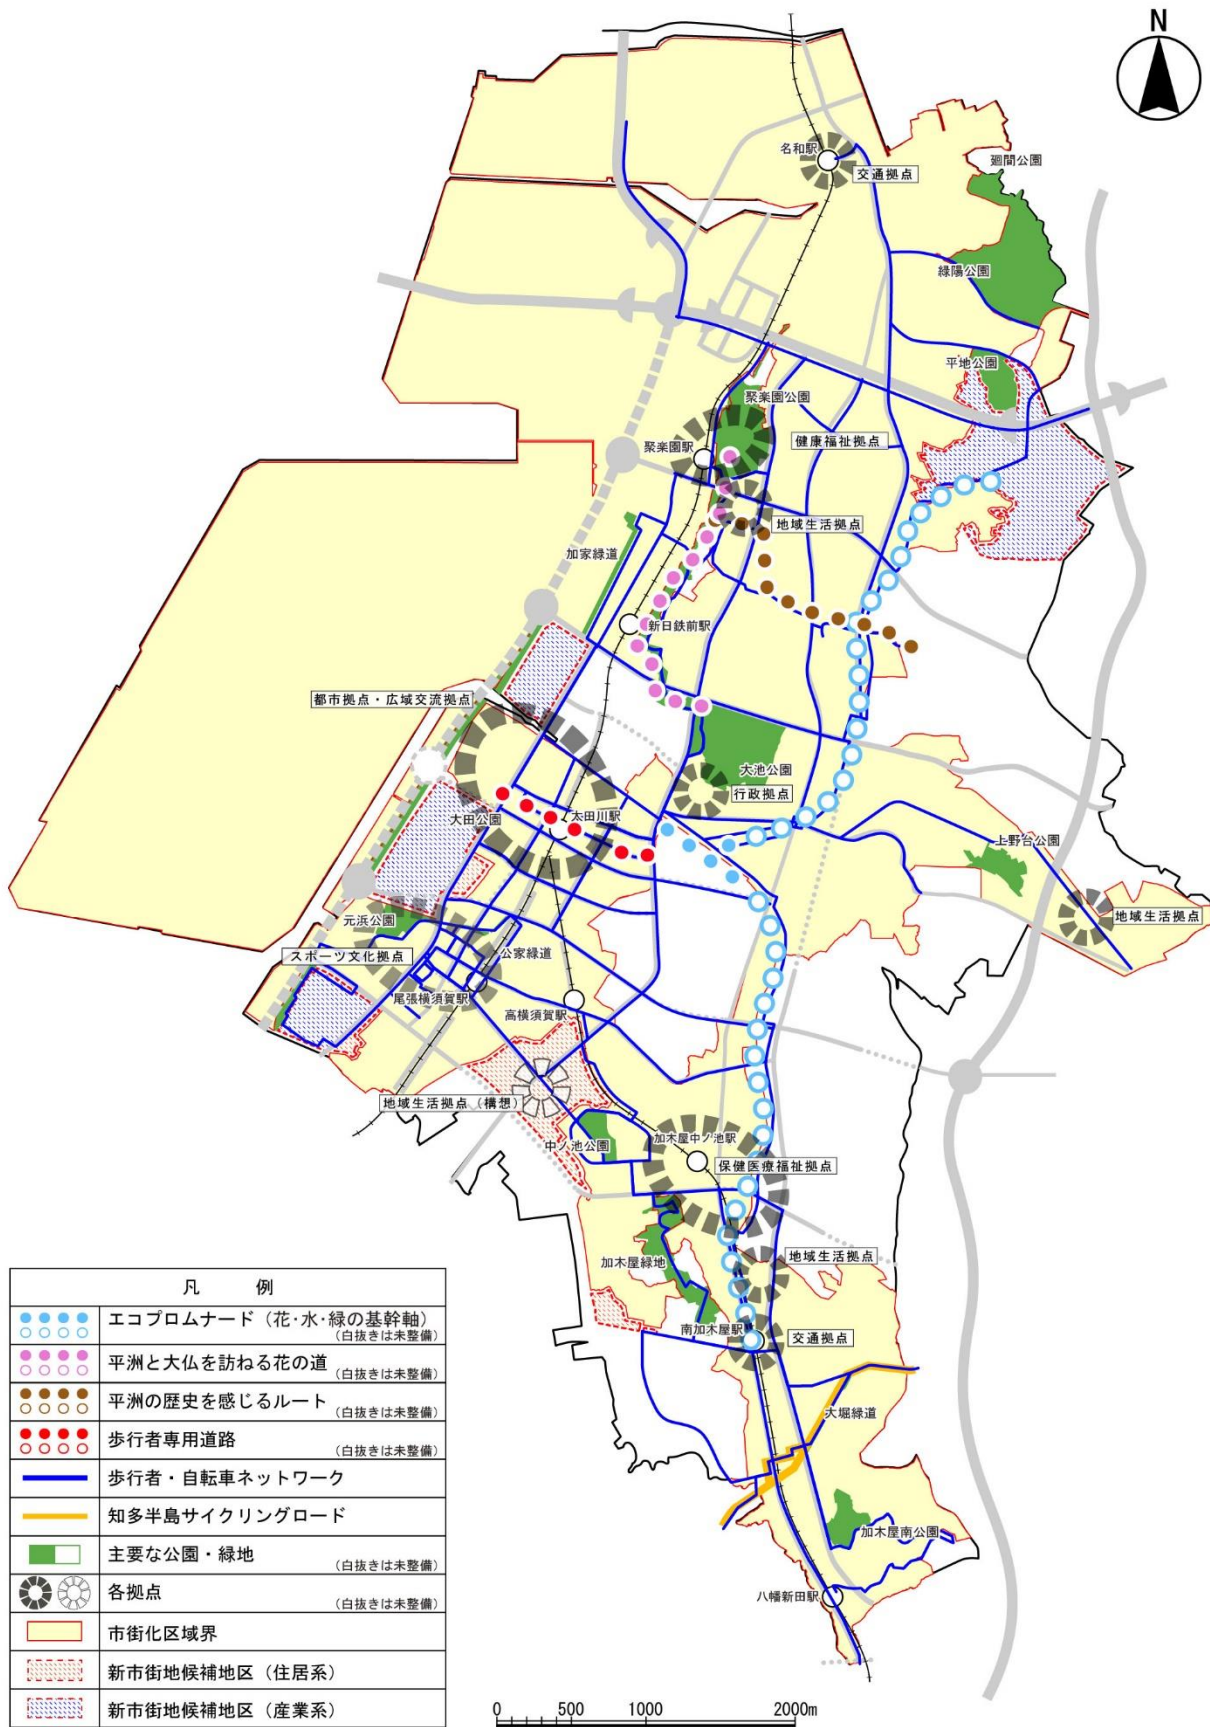 N
名和駅
交通拠点
廻間公園
緑陽公園
平地公園
聚楽園公園
聚楽園駅
健康福祉拠点
地域生活拠点
加家緑道
新日鉄前駅
都市拠点・広域交流拠点
大池公園
行政拠点
大田公園
太田川駅
上野台公園
地域生活拠点
元浜公園
スポーツ文化拠点
公家緑道
尾張横須賀駅
高横須賀駅
地域生活拠点（構想）
中ノ池公園
加木屋中ノ池駅
保健医療福祉拠点
地域生活拠点
加木屋緑地
南加木屋駅
交通拠点
大堀緑道
加木屋南公園
八幡新田駅
凡 例
エコプロムナード（花・水・緑の基幹軸）
（白抜きは未整備）
平洲と大仏を訪ねる花の道
（白抜きは未整備）
平洲の歴史を感じるルート
（白抜きは未整備）
歩行者専用道路
（白抜きは未整備）
歩行者・自転車ネットワーク
知多半島サイクリングロード
主要な公園・緑地
（白抜きは未整備）
各拠点
（白抜きは未整備）
市街化区域界
新市街地候補地区（住居系）
新市街地候補地区（産業系）
0 500 1000 2000m